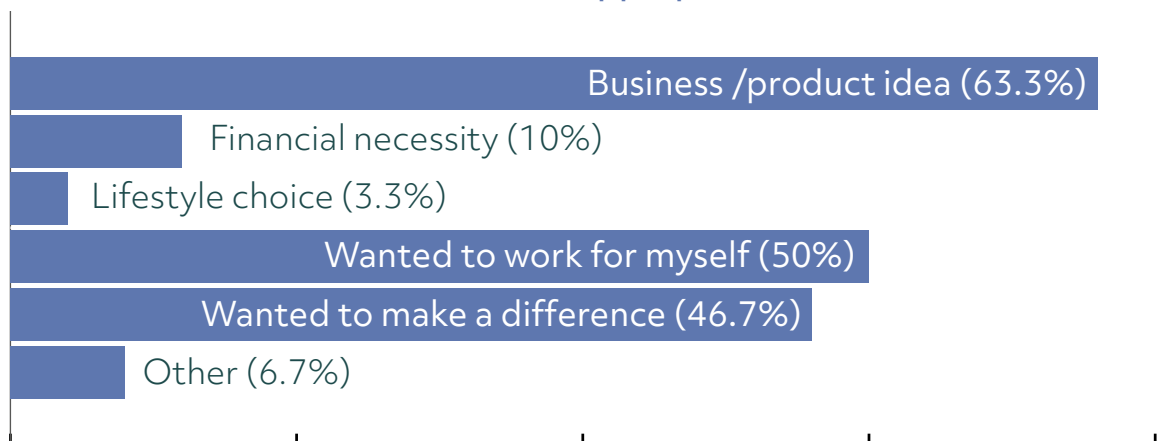 Business /product idea (63.3%)
Financial necessity (10%)
Lifestyle choice (3.3%)
Wanted to work for myself (50%)
Wanted to make a difference (46.7%)
Other (6.7%)